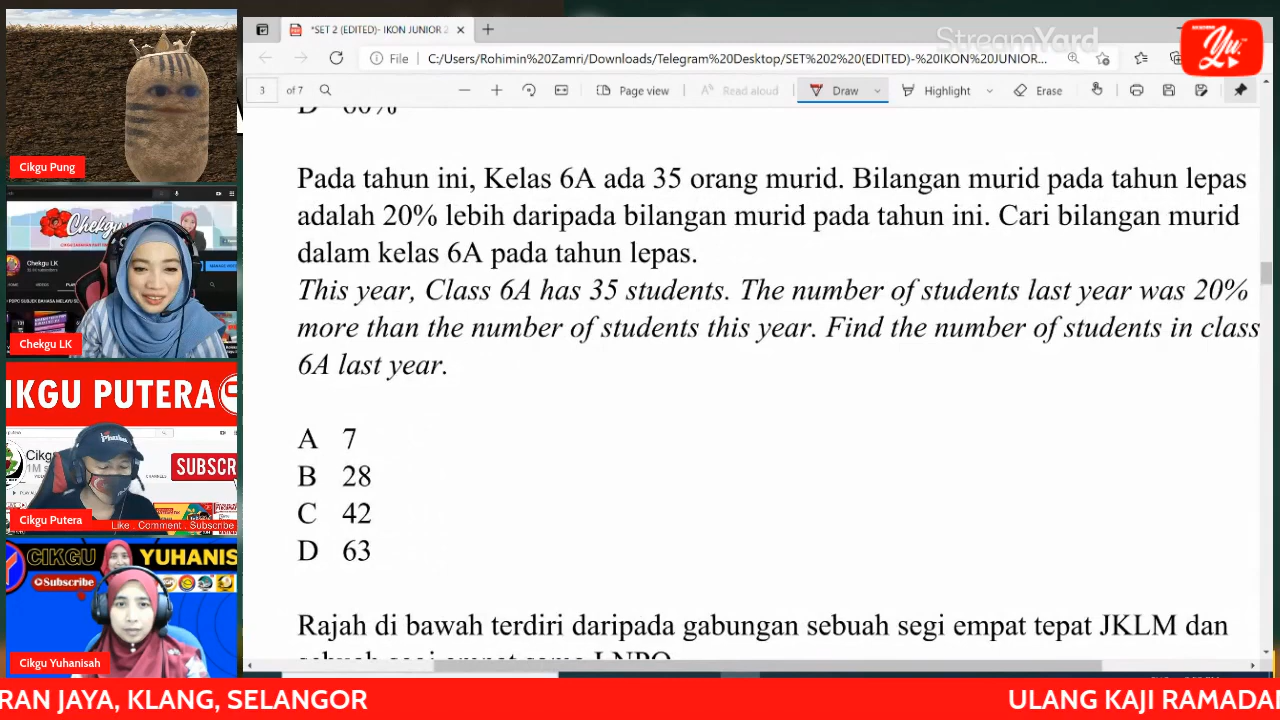 *SET 2 (EDITED)- IKON JUNIOR 2
StreamYard
File
C:/Users/Rohimin%20Zamri/Downloads/Telegram%20Desktop/SET%202%20(EDITED)-%20IKON%20JUNIOR...
3 of 7
Page view
Read aloud
Draw
Highlight
Erase
D 60%
Pada tahun ini, Kelas 6A ada 35 orang murid. Bilangan murid pada tahun lepas
adalah 20% lebih daripada bilangan murid pada tahun ini. Cari bilangan murid
dalam kelas 6A pada tahun lepas.
This year, Class 6A has 35 students. The number of students last year was 20%
more than the number of students this year. Find the number of students in class
6A last year.
A 7
B 28
C 42
D 63
Rajah di bawah terdiri daripada gabungan sebuah segi empat tepat JKLM dan
Cikgu Pung
Chekgu
Chekgu LK
Chekgu LK
IKGU PUTERA
SUBSCR
Like . Comment . Subscribe
Cikgu Putera
CIKGU YUHANIS
Subscribe
Cikgu Yuhanisah
RAN JAYA, KLANG, SELANGOR
ULANG KAJI RAMADAN